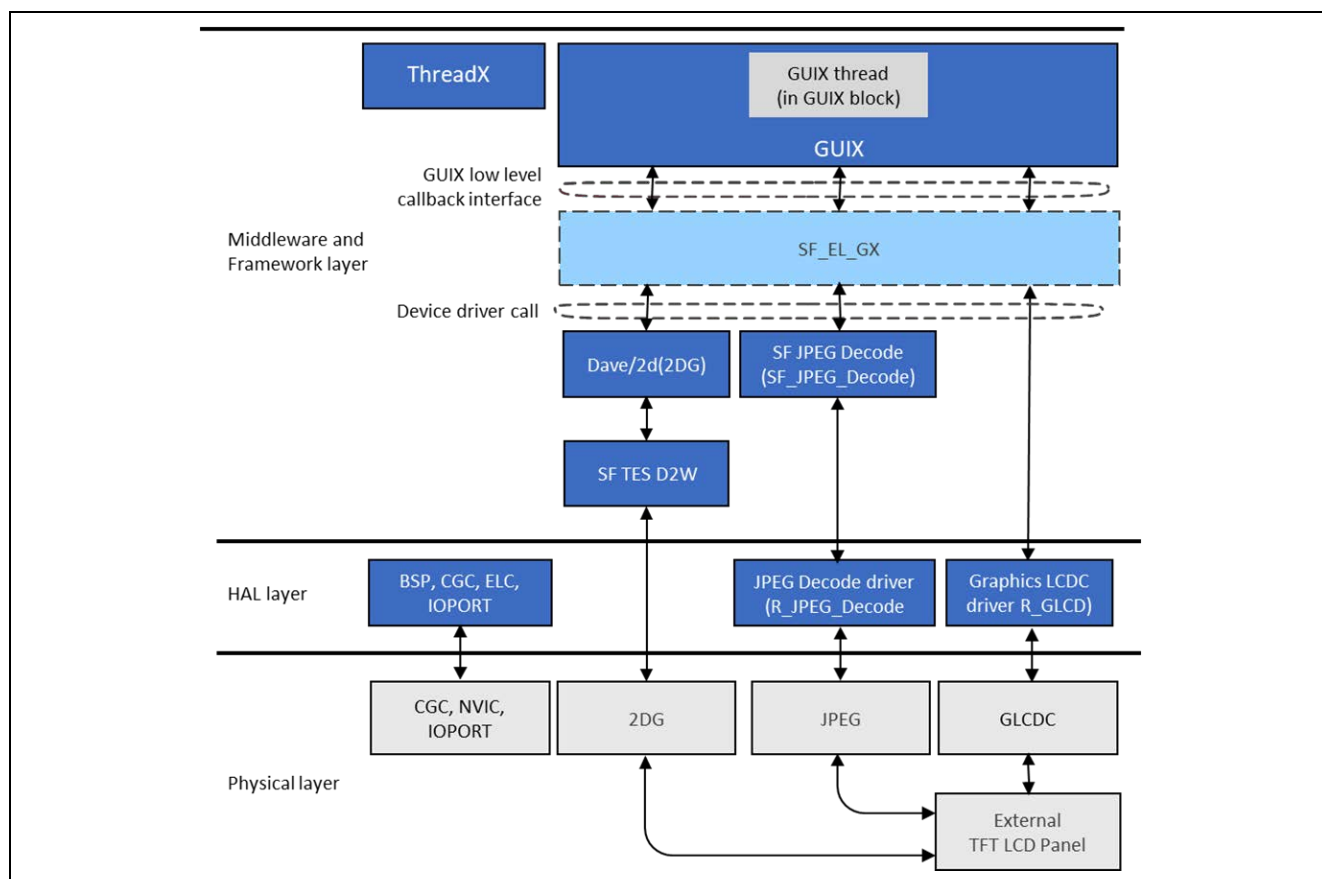 ThreadX
GUIX thread
(in GUIX block)
GUIX
GUIX low level
callback interface
Middleware and
Framework layer
SF_EL_GX
Device driver call
Dave/2d(2DG)
SF JPEG Decode
(SF_JPEG_Decode)
SF TES D2W
HAL layer
BSP, CGC, ELC,
IOPORT
JPEG Decode driver
(R_JPEG_Decode
Graphics LCDC
driver R_GLCD)
CGC, NVIC,
IOPORT
2DG
JPEG
GLCDC
Physical layer
External
TFT LCD Panel